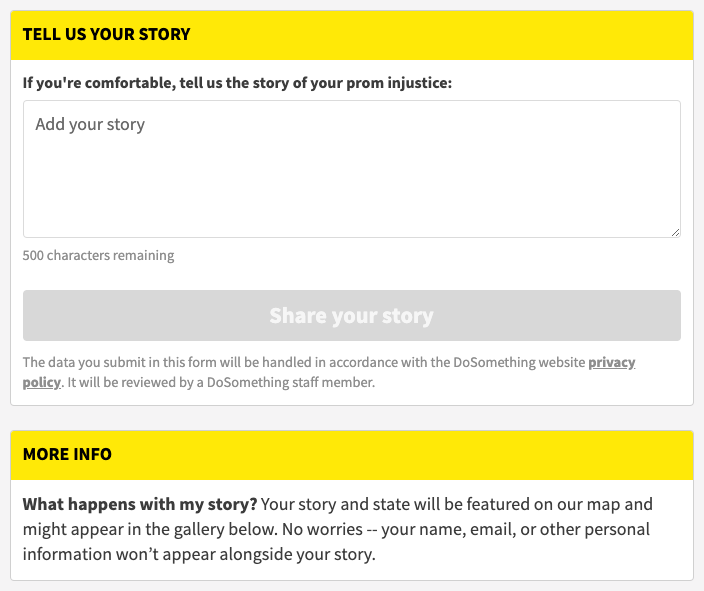 TELL US YOUR STORY
If you're comfortable, tell us the story of your prom injustice:
Add your story
500 characters remaining
Share your story
The data you submit in this form will be handled in accordance with the DoSomething website privacy
policy. It will be reviewed by a DoSomething staff member.
MORE INFO
What happens with my story? Your story and state will be featured on our map and
might appear in the gallery below. No worries -- your name, email, or other personal
information won’t appear alongside your story.